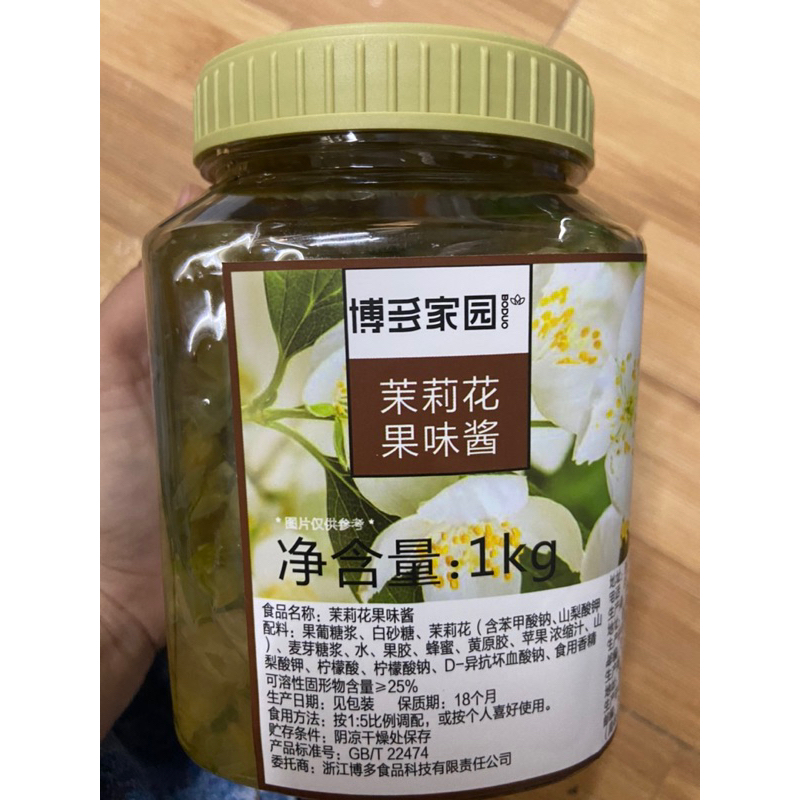 博多家园
BODUO
茉莉花
果味酱
*图片仅供参考*
净含量:1kg
食品名称：茉莉花果味酱
配料：果葡糖浆、白砂糖、茉莉花（含苯甲酸钠、山梨酸钾
）、麦芽糖浆、水、果胶、蜂蜜、黄原胶、苹果浓缩汁、山
梨酸钾、柠檬酸、柠檬酸钠、D-异抗坏血酸钠、食用香精
可溶性固形物含量≥25%
生产日期：见包装 保质期：18个月
食用方法：按1:5比例调配，或按个人喜好使用。
贮存条件：阴凉干燥处保存
产品标准号：GB/T 22474
委托商：浙江博多食品科技有限责任公司